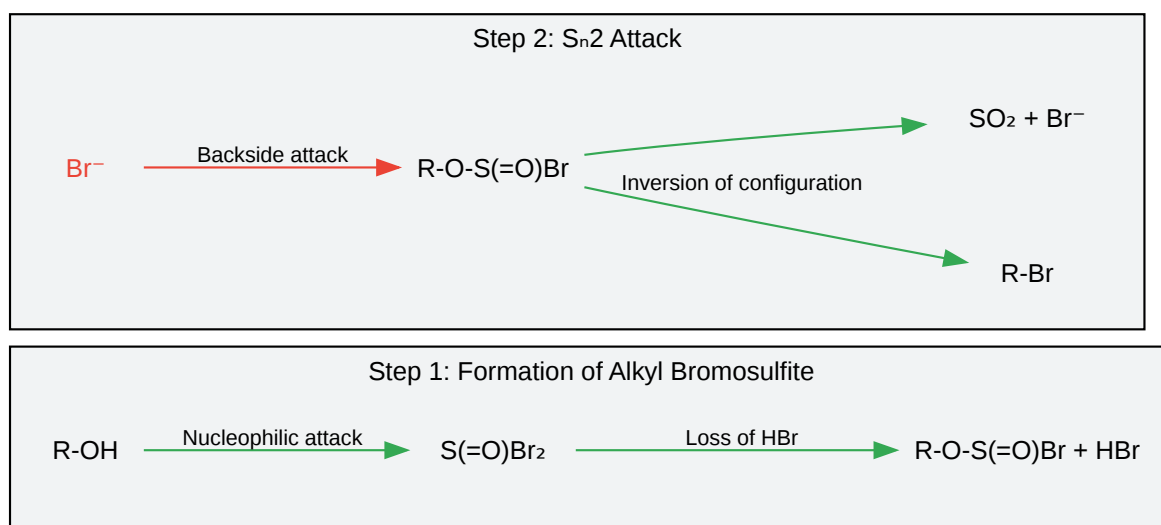 Step 2: Sₙ2 Attack
SO₂ + Br⁻
Br⁻
Backside attack
R-O-S(=O)Br
Inversion of configuration
R-Br
Step 1: Formation of Alkyl Bromosulfite
R-OH
Nucleophilic attack
S(=O)Br₂
Loss of HBr
R-O-S(=O)Br + HBr